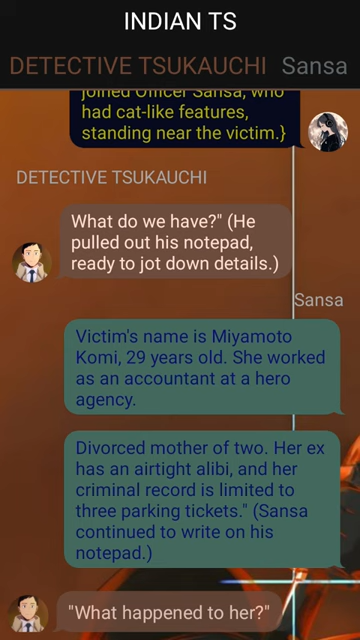 INDIAN TS
DETECTIVE TSUKAUCHI Sansa
joined Officer Sansa, who
had cat-like features,
standing near the victim.}
DETECTIVE TSUKAUCHI
What do we have?" (He
pulled out his notepad,
ready to jot down details.)
Sansa
Victim's name is Miyamoto
Komi, 29 years old. She worked
as an accountant at a hero
agency.
Divorced mother of two. Her ex
has an airtight alibi, and her
criminal record is limited to
three parking tickets." (Sansa
continued to write on his
notepad.)
"What happened to her?"